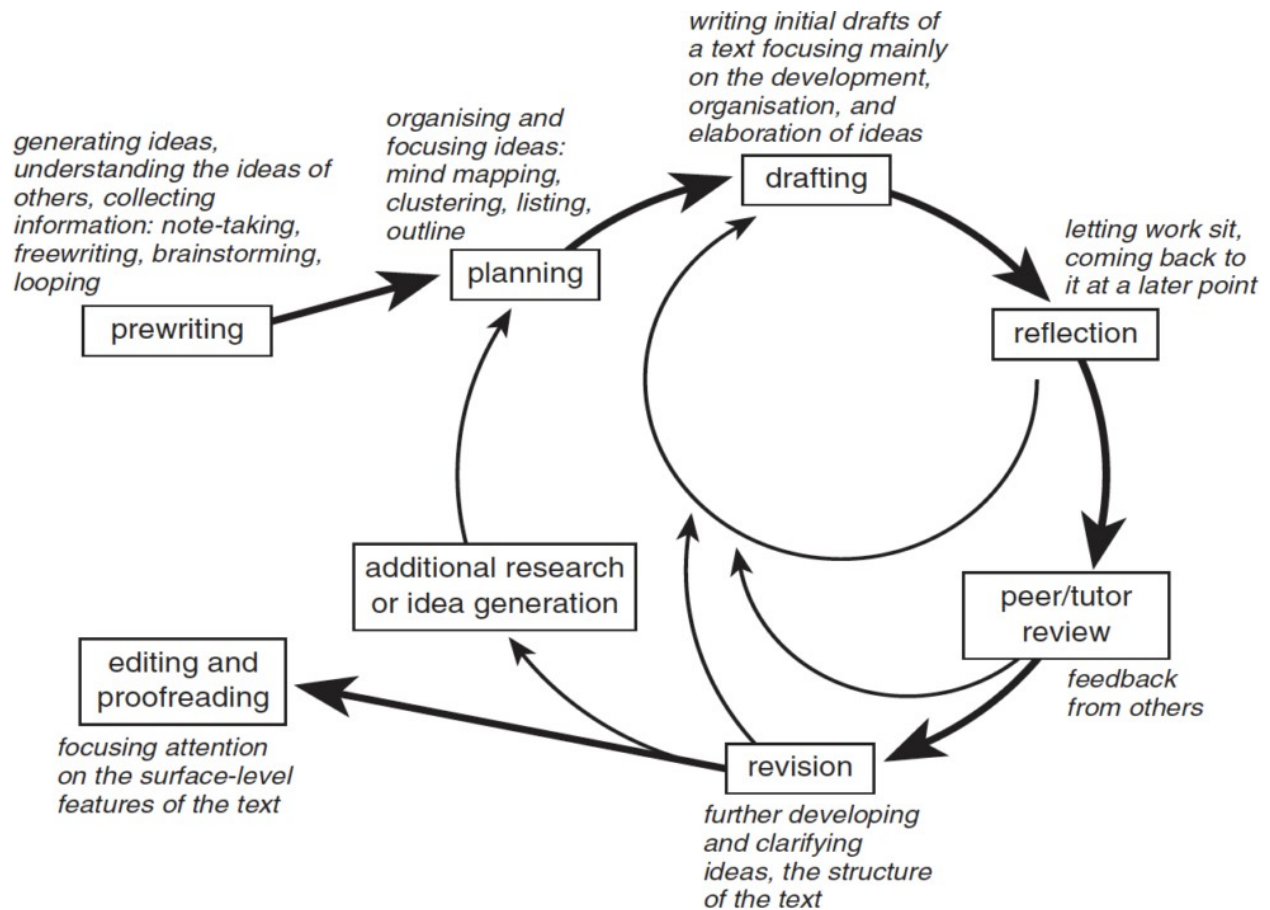 generating ideas,
understanding the ideas of
others, collecting
information: note-taking,
freewriting, brainstorming,
looping
prewriting
organising and
focusing ideas:
mind mapping,
clustering, listing,
outline
planning
writing initial drafts of
a text focusing mainly
on the development,
organisation, and
elaboration of ideas
drafting
letting work sit,
coming back to
it at a later point
reflection
peer/tutor
review
feedback
from others
revision
further developing
and clarifying
ideas, the structure
of the text
additional research
or idea generation
editing and
proofreading
focusing attention
on the surface-level
features of the text